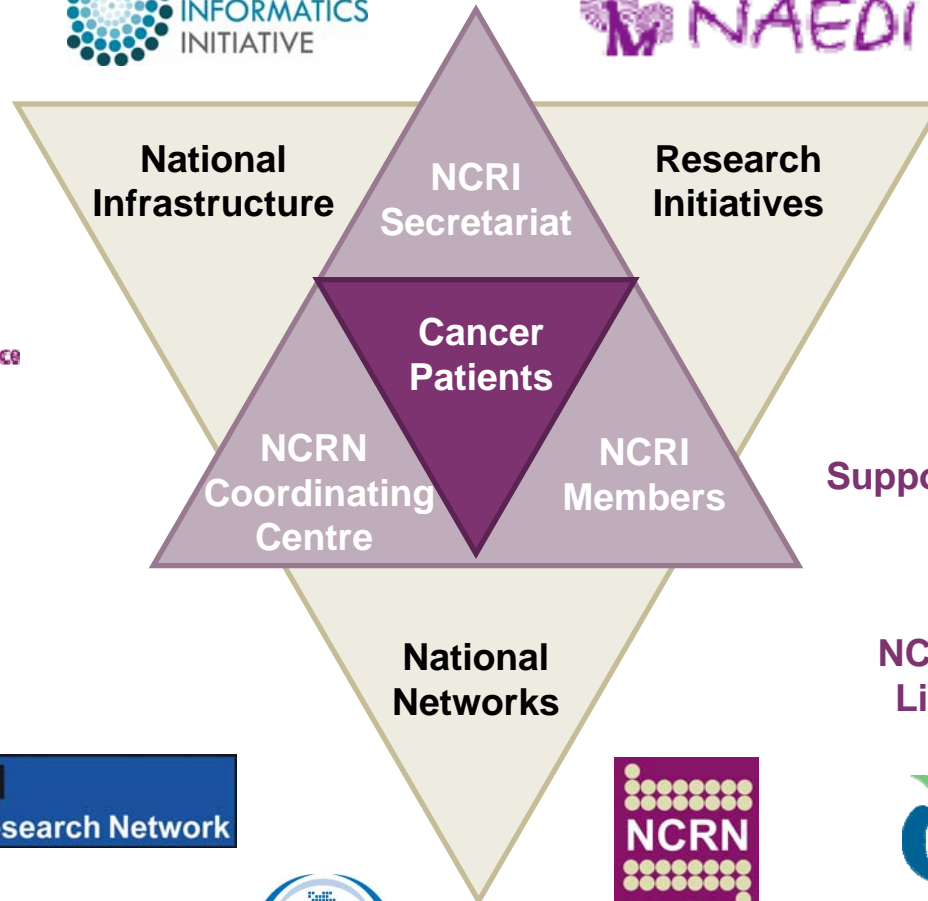 INFORMATICS
INITIATIVE
NAEDI
National
Infrastructure
NCRI
Secretariat
Research
Initiatives
Cancer
Patients
NCRN
Coordinating
Centre
NCRI
Members
National
Networks
Research Network
NCRN